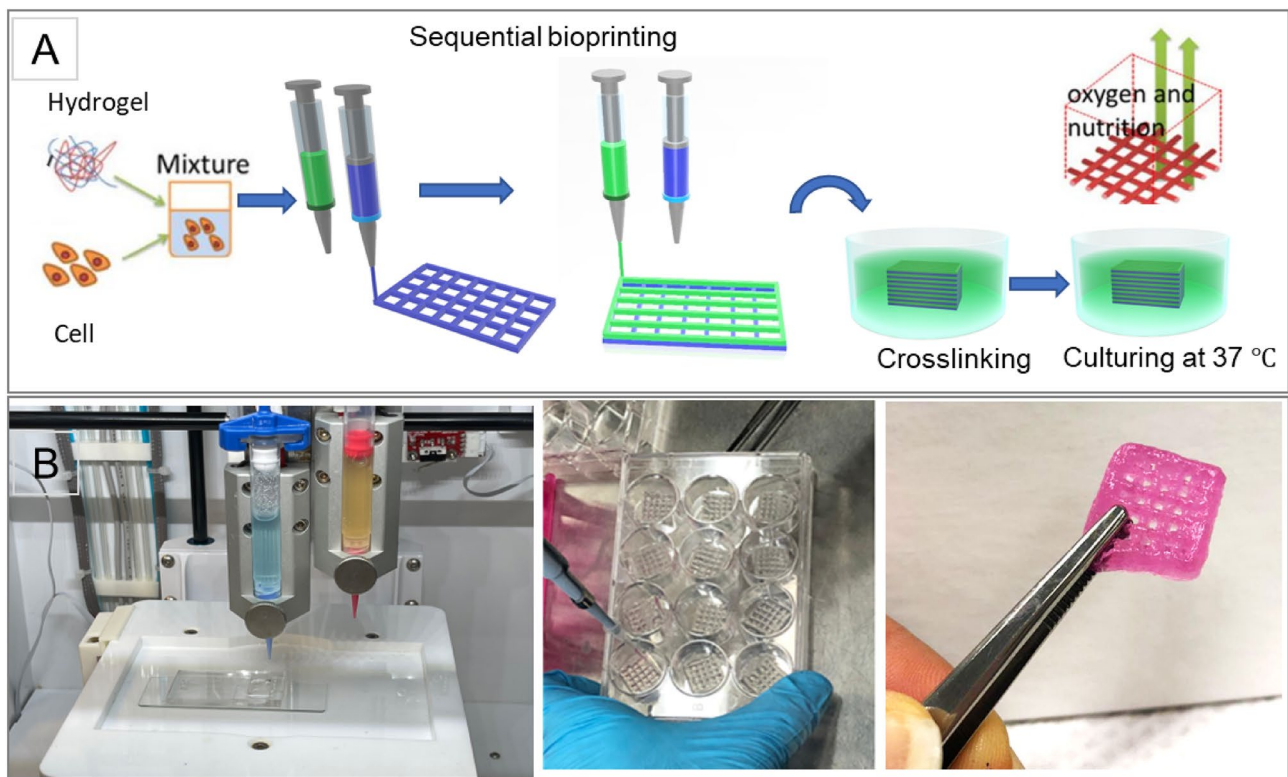 A
Sequential bioprinting
Hydrogel
Mixture
Cell
oxygen and
nutrition
Crosslinking
Culturing at 37 °C
B